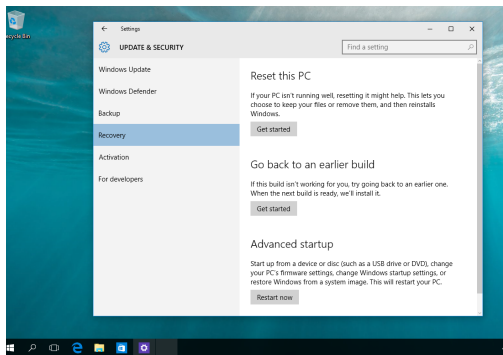 Recycle Bin
Settings
UPDATE & SECURITY
Find a setting
Windows Update
Windows Defender
Backup
Recovery
Activation
For developers
Reset this PC
If your PC isn't running well, resetting it might help. This lets you
choose to keep your files or remove them, and then reinstalls
Windows.
Get started
Go back to an earlier build
If this build isn't working for you, try going back to an earlier one.
When the next build is ready, we'll install it.
Get started
Advanced startup
Start up from a device or disc (such as a USB drive or DVD), change
your PC's firmware settings, change Windows startup settings, or
restore Windows from a system image. This will restart your PC.
Restart now